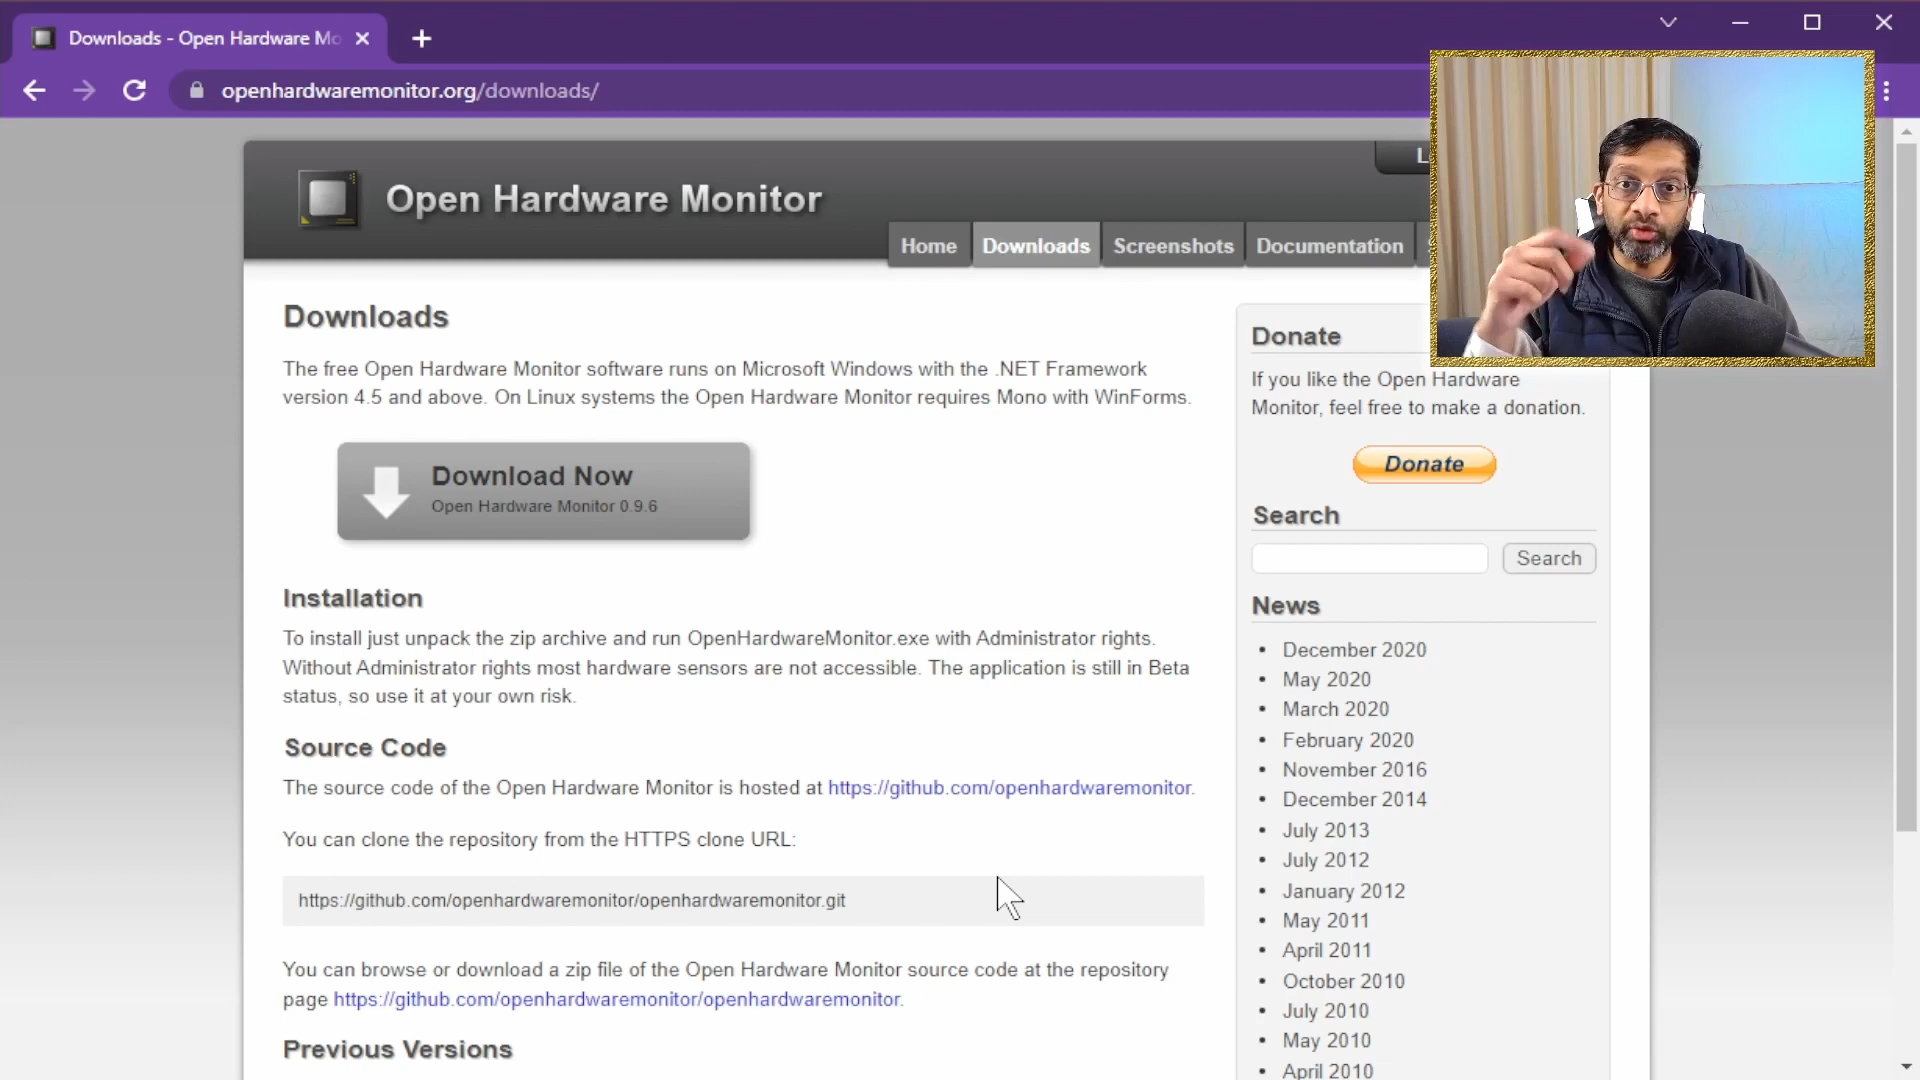 Downloads - Open Hardware Mo
openhardwaremonitor.org/downloads/
Open Hardware Monitor
Home
Downloads
Screenshots
Documentation
Downloads
The free Open Hardware Monitor software runs on Microsoft Windows with the .NET Framework
version 4.5 and above. On Linux systems the Open Hardware Monitor requires Mono with WinForms.
Download Now
Open Hardware Monitor 0.9.6
Installation
To install just unpack the zip archive and run OpenHardwareMonitor.exe with Administrator rights.
Without Administrator rights most hardware sensors are not accessible. The application is still in Beta
status, so use it at your own risk.
Source Code
The source code of the Open Hardware Monitor is hosted at https://github.com/openhardwaremonitor.
You can clone the repository from the HTTPS clone URL:
https://github.com/openhardwaremonitor/openhardwaremonitor.git
You can browse or download a zip file of the Open Hardware Monitor source code at the repository
page https://github.com/openhardwaremonitor/openhardwaremonitor.
Previous Versions
Donate
If you like the Open Hardware
Monitor, feel free to make a donation.
Donate
Search
Search
News
• December 2020
• May 2020
• March 2020
• February 2020
• November 2016
• December 2014
• July 2013
• July 2012
• January 2012
• May 2011
• April 2011
• October 2010
• July 2010
• May 2010
• April 2010